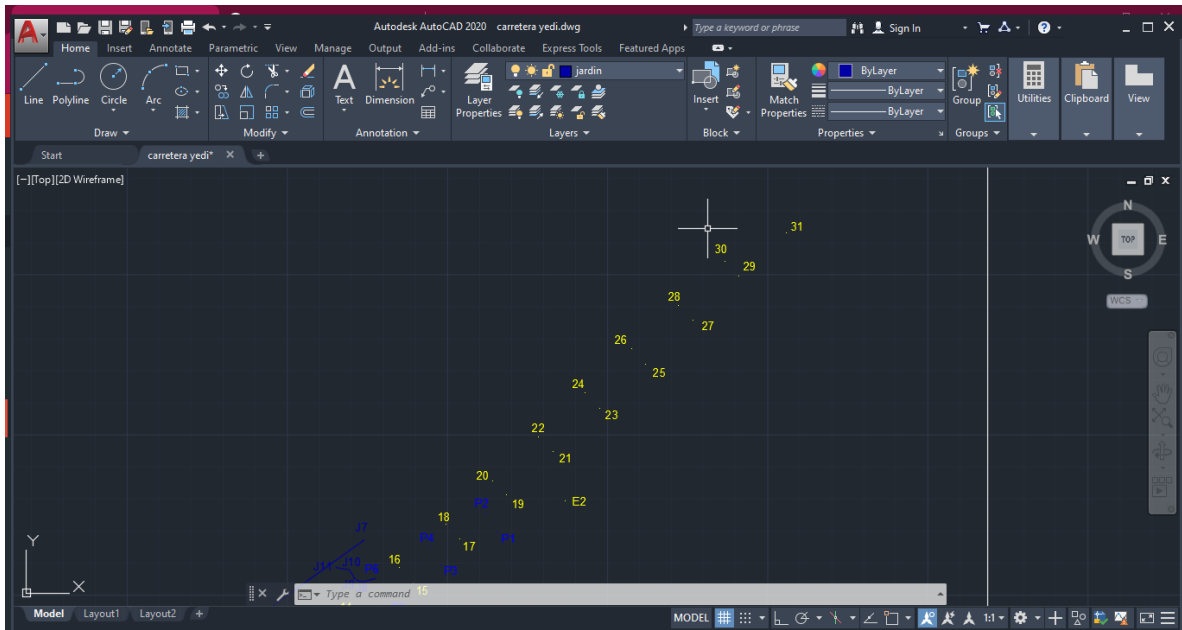 Autodesk AutoCAD 2020 carretera yedi.dwg
Type a keyword or phrase
Sign In
Home Insert Annotate Parametric View Manage Output Add-ins Collaborate Express Tools Featured Apps
jardin
Line Polyline Circle Arc
Text Dimension
Layer Properties
Insert
Match Properties
ByLayer
ByLayer
ByLayer
Group
Utilities
Clipboard
View
Draw Modify Annotation Layers Block Properties Groups
Start carretera yedi* +
[−][Top][2D Wireframe]
N
W TOP E
S
WCS
31
30
29
28
27
26
25
24
23
22
21
20
19
E2
18
J7
P4
17
P1
16
J11
J10
P3
15
Y
X
Type a command
Model Layout1 Layout2 +
MODEL
1:1